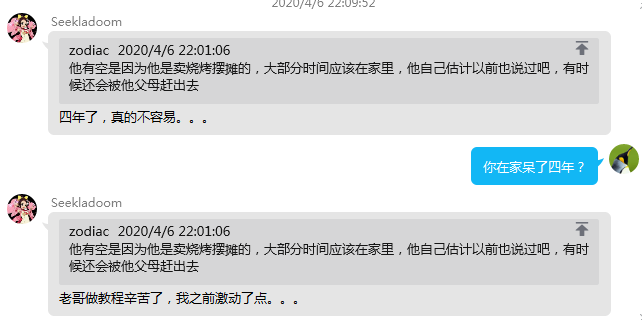 2020/4/6 22:09:52
Seekladoom
zodiac 2020/4/6 22:01:06
他有空是因为他是卖烧烤摆摊的，大部分时间应该在家里，他自己估计以前也说过吧，有时
候还会被他父母赶出去
四年了，真的不容易。。。
你在家呆了四年？
Seekladoom
zodiac 2020/4/6 22:01:06
他有空是因为他是卖烧烤摆摊的，大部分时间应该在家里，他自己估计以前也说过吧，有时
候还会被他父母赶出去
老哥做教程辛苦了，我之前激动了点。。。